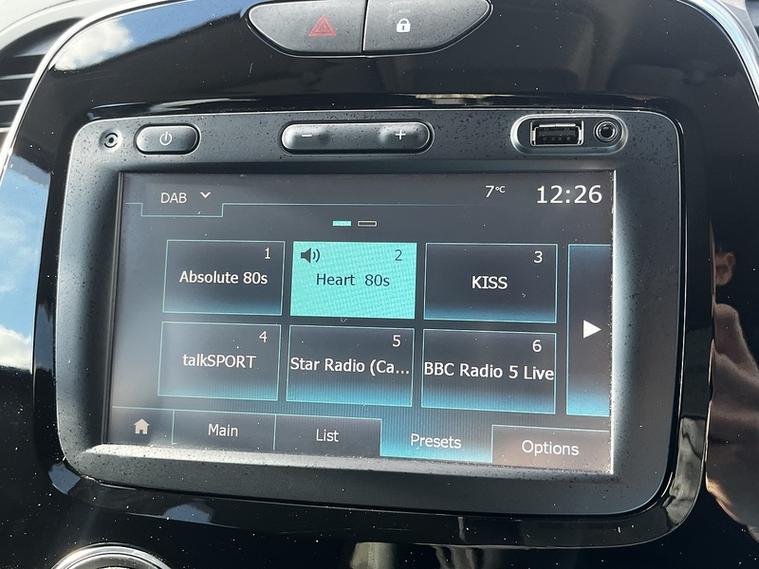 DAB
7°C
12:26
1
Absolute 80s
2
Heart 80s
3
KISS
4
talkSPORT
5
Star Radio (Ca...
6
BBC Radio 5 Live
Main
List
Presets
Options